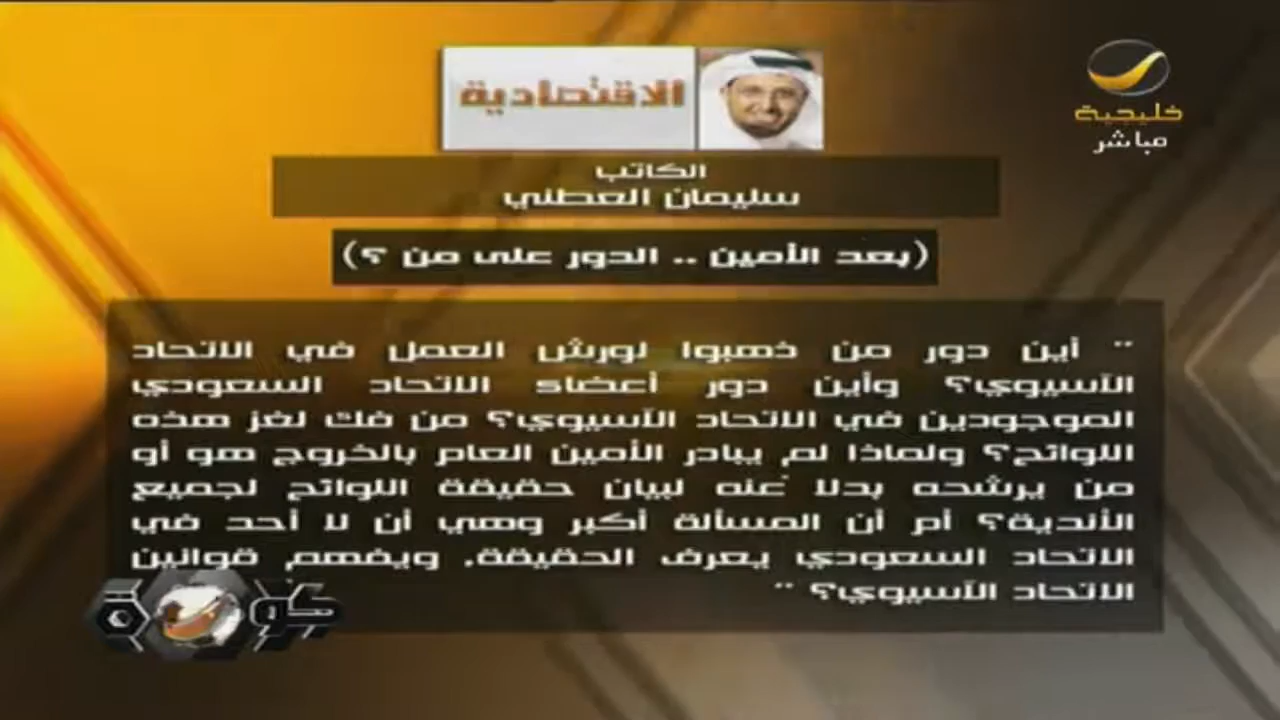 الاقتصادية
خليجية
مباشر
الكاتب
سليمان العطني
(بعد الأمين .. الدور على من ؟)
" أين دور من ذهبوا لورش العمل في الاتحاد
الآسيوي؟ وأين دور أعضاء الاتحاد السعودي
الموجودين في الاتحاد الآسيوي؟ من فك لغز هذه
اللوائح؟ ولماذا لم يبادر الأمين العام بالخروج هو أو
من يرشحه بدلا عنه لبيان حقيقة اللوائح لجميع
الأندية؟ أم أن المسألة أكبر وهي أن لا أحد في
الاتحاد السعودي يعرف الحقيقة. ويفهم قوانين
الاتحاد الآسيوي؟ "
كورة